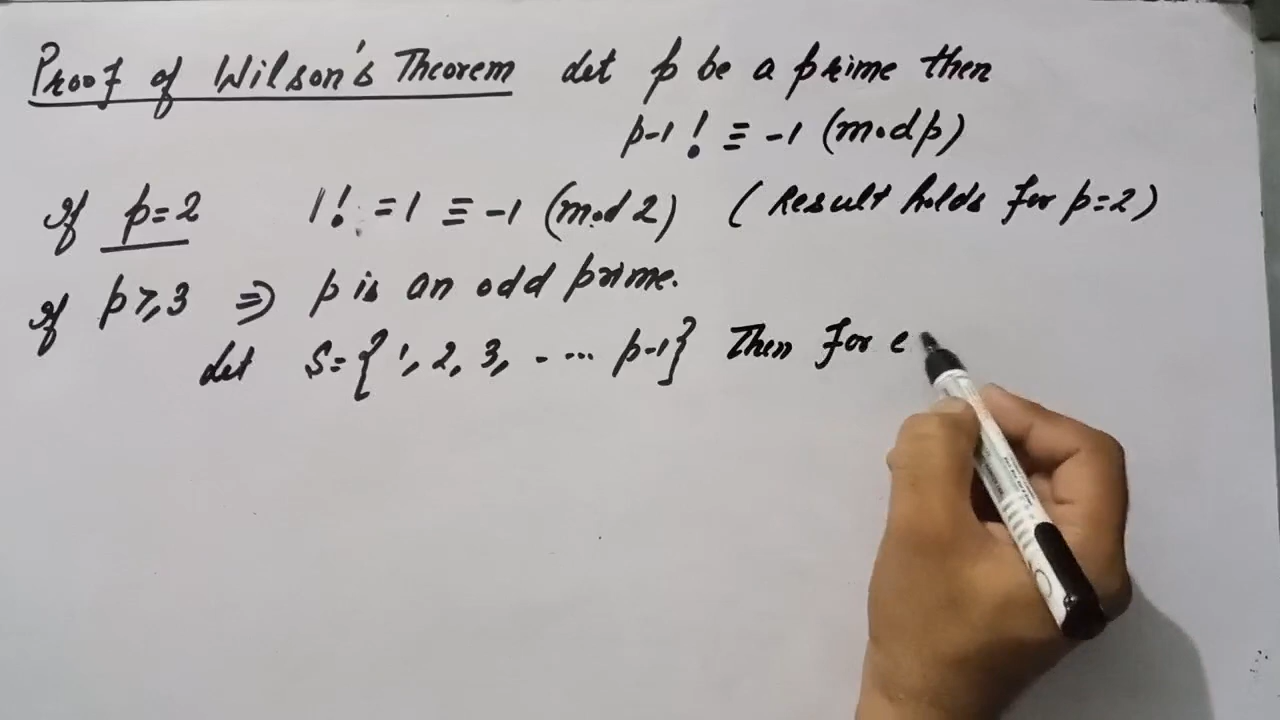 Proof of Wilson's Theorem Let p be a prime then
p-1 ! ≡ -1 (mod p)
If p=2 1! = 1 ≡ -1 (mod 2) (Result holds for p=2)
If p ≥ 3 ⇒ p is an odd prime.
Let S = { 1, 2, 3, - ... p-1} Then for e